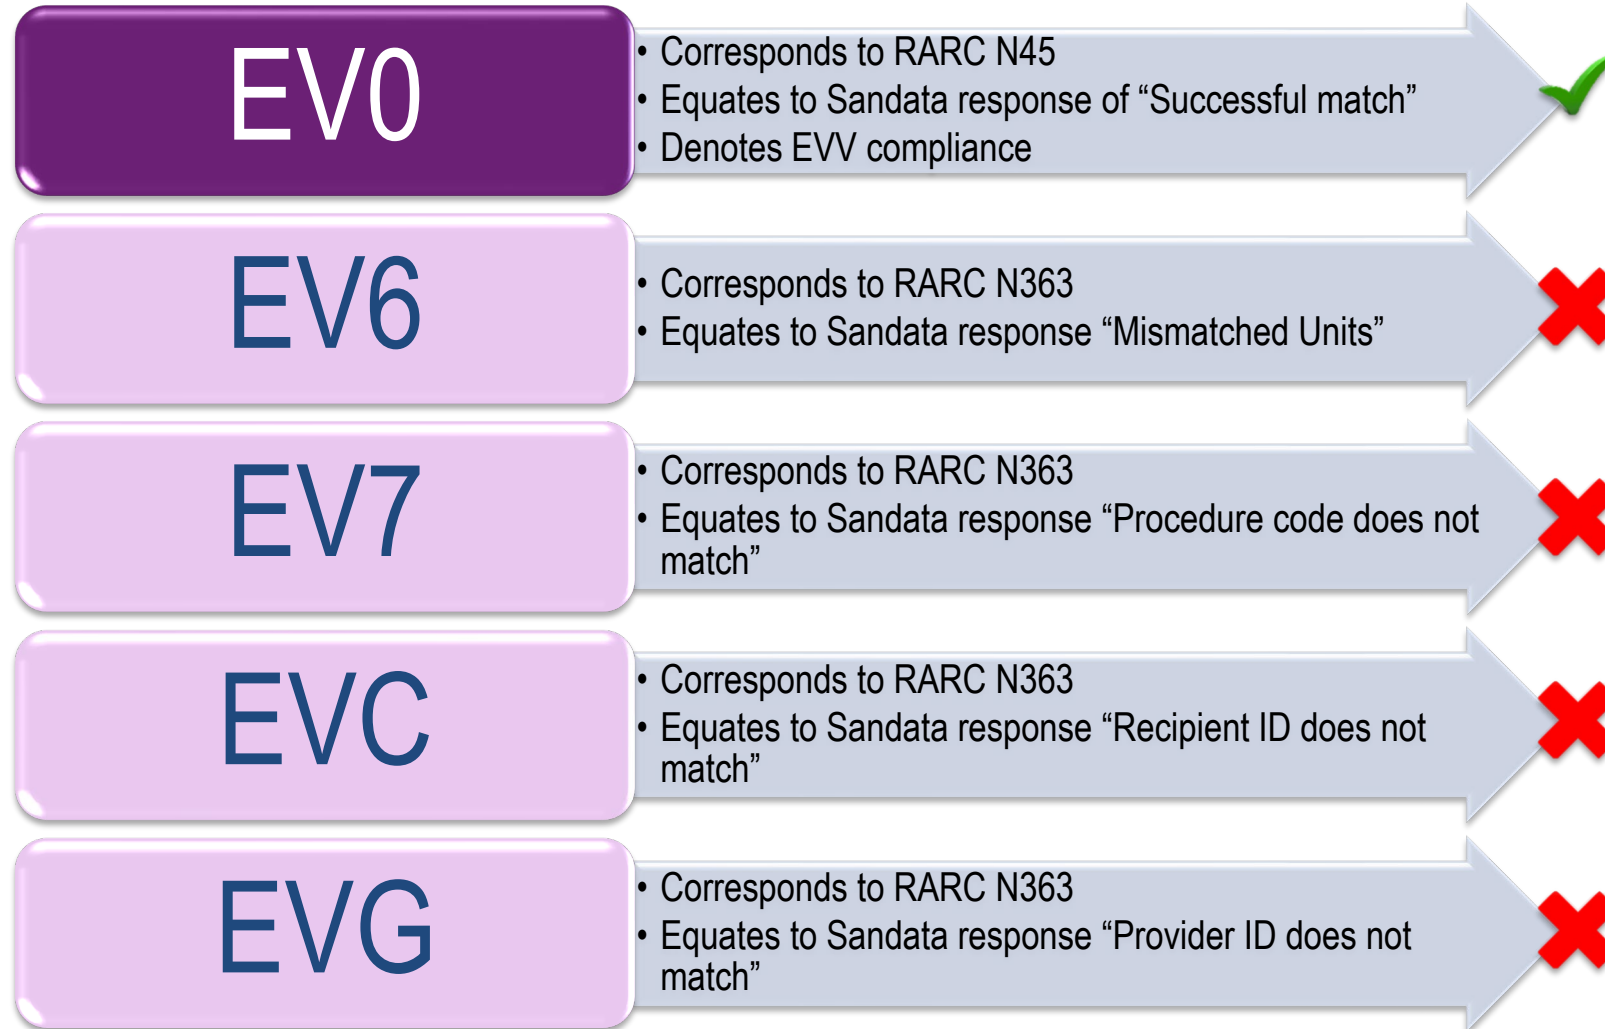 EV0
• Corresponds to RARC N45
• Equates to Sandata response of “Successful match”
• Denotes EVV compliance
EV6
• Corresponds to RARC N363
• Equates to Sandata response “Mismatched Units”
EV7
• Corresponds to RARC N363
• Equates to Sandata response “Procedure code does not
match”
EVC
• Corresponds to RARC N363
• Equates to Sandata response “Recipient ID does not
match”
EVG
• Corresponds to RARC N363
• Equates to Sandata response “Provider ID does not
match”